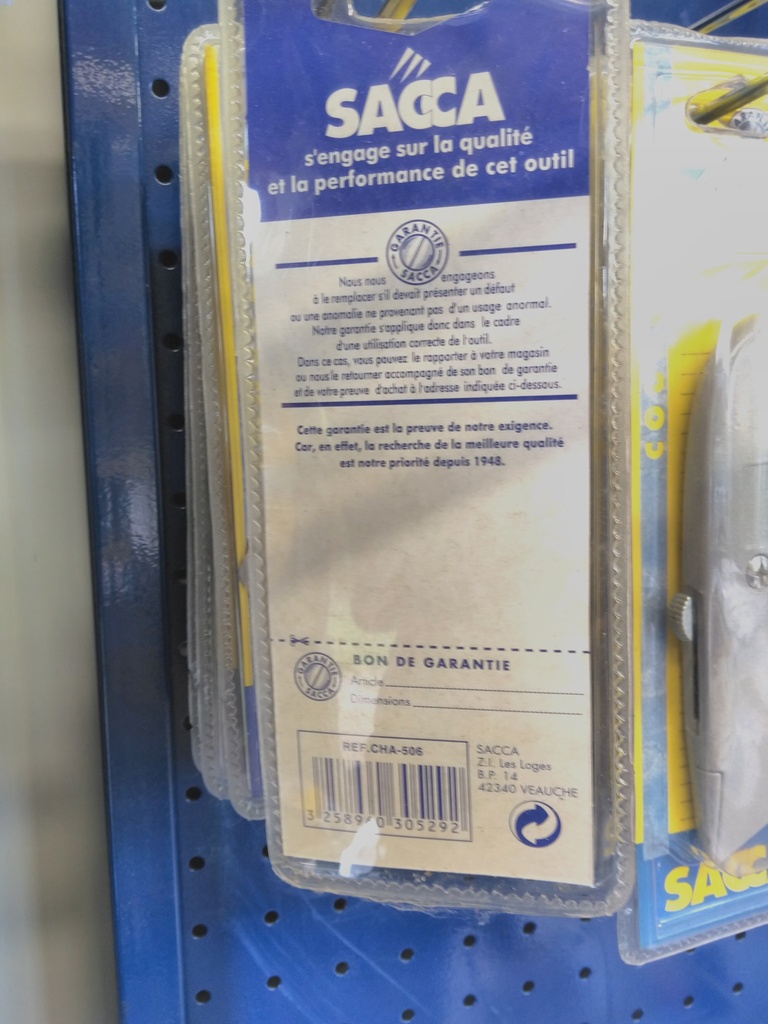 SACCA
s'engage sur la qualité
et la performance de cet outil
GARANTIE
SACCA
Nous nous engageons
à le remplacer s'il devait présenter un défaut
ou une anomalie ne provenant pas d'un usage anormal.
Notre garantie s'applique donc dans le cadre
d'une utilisation correcte de l'outil.
Dans ce cas, vous pouvez le rapporter à votre magasin
ou nous le retourner accompagné de son bon de garantie
et de votre preuve d'achat à l'adresse indiquée ci-dessous.
Cette garantie est la preuve de notre exigence.
Car, en effet, la recherche de la meilleure qualité
est notre priorité depuis 1948.
GARANTIE
SACCA
BON DE GARANTIE
Article
Dimensions
REF.CHA-506
3 258960 305292
SACCA
Z.I. Les Loges
B.P. 14
42340 VEAUCHE